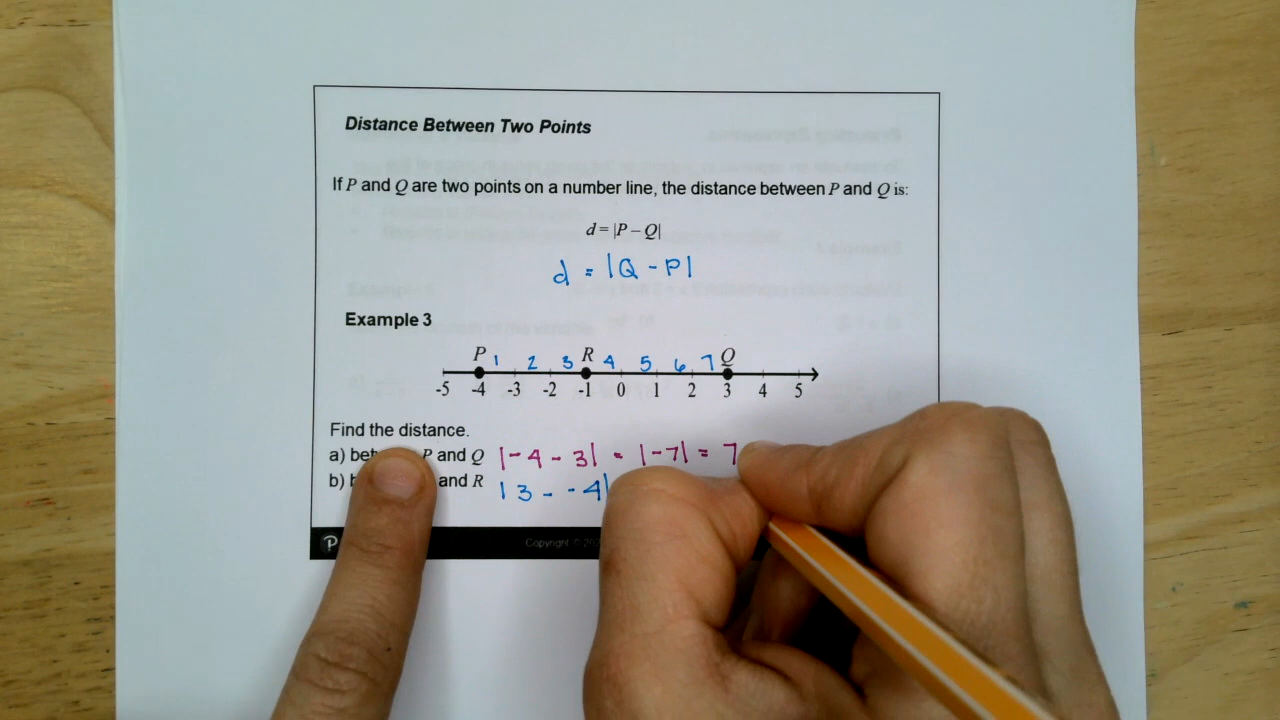 Distance Between Two Points
If P and Q are two points on a number line, the distance between P and Q is:
d = |P – Q|
d = |Q - P|
Example 3
P 1 2 3 R 4 5 6 7 Q
-5 -4 -3 -2 -1 0 1 2 3 4 5
Find the distance.
a) P and Q |-4 - 3| = |-7| = 7
b) and R |3 - -4|
P Copyright ©